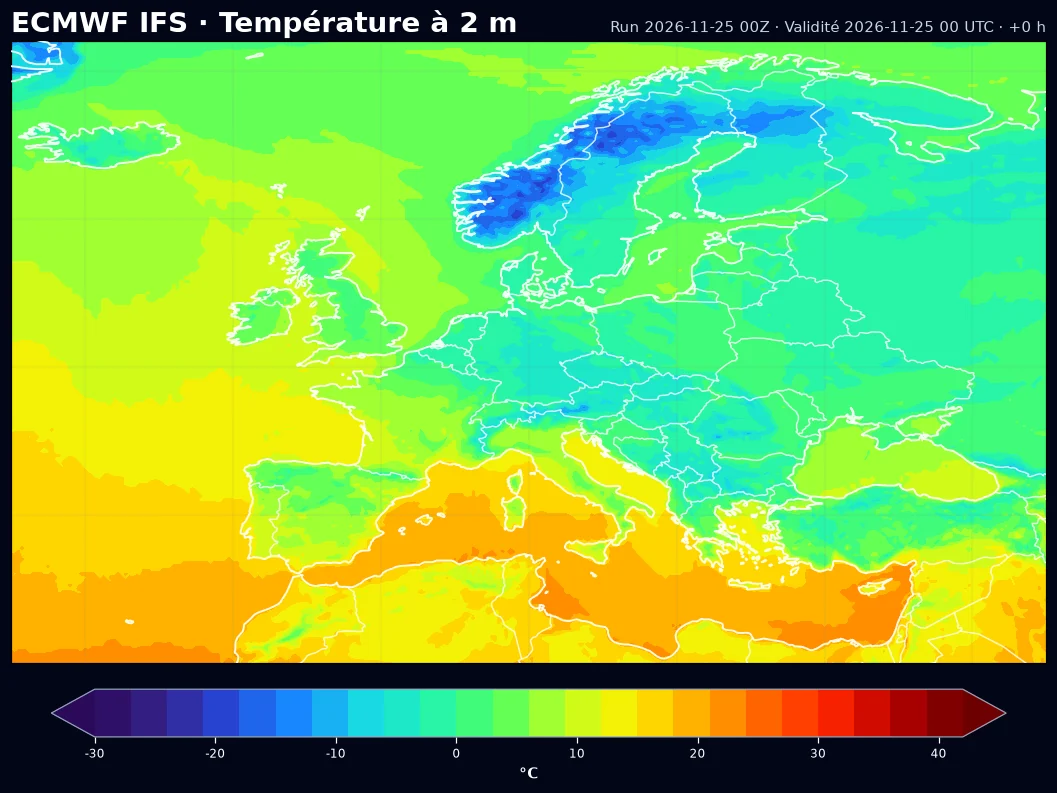 ECMWF IFS · Température à 2 m
Run 2026-11-25 00Z · Validité 2026-11-25 00 UTC · +0 h
-30 -20 -10 0 10 20 30 40
°C